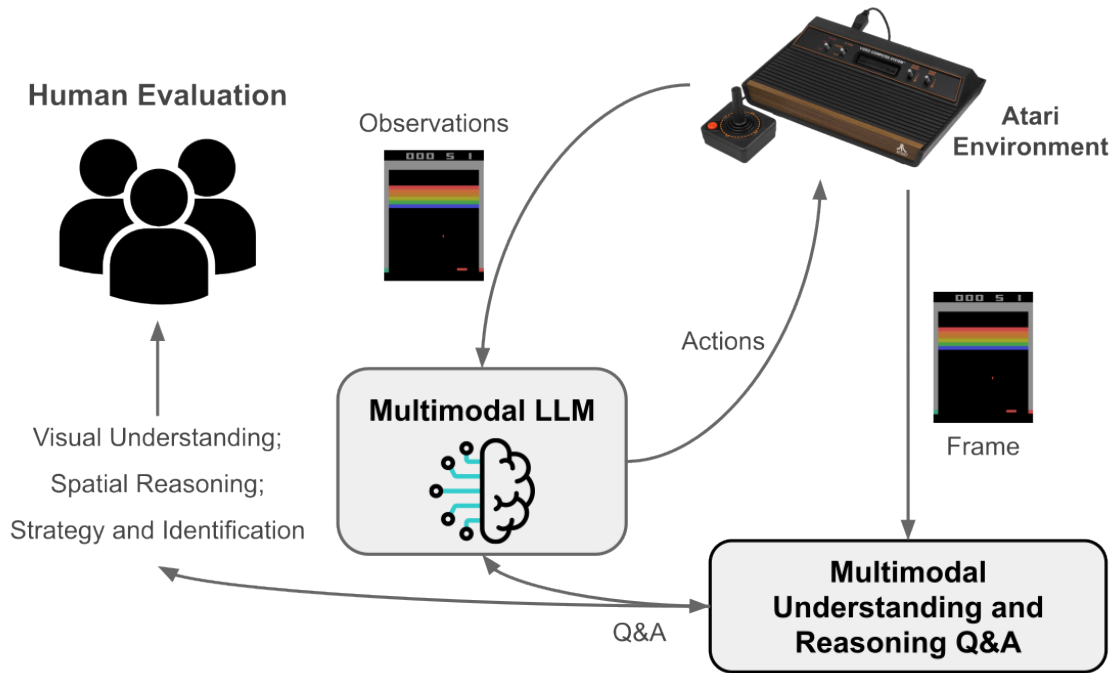 Human Evaluation
Observations
000 5 1
Atari
Environment
Actions
000 5 1
Frame
Multimodal LLM
Visual Understanding;
Spatial Reasoning;
Strategy and Identification
Multimodal
Understanding and
Reasoning Q&A
Q&A